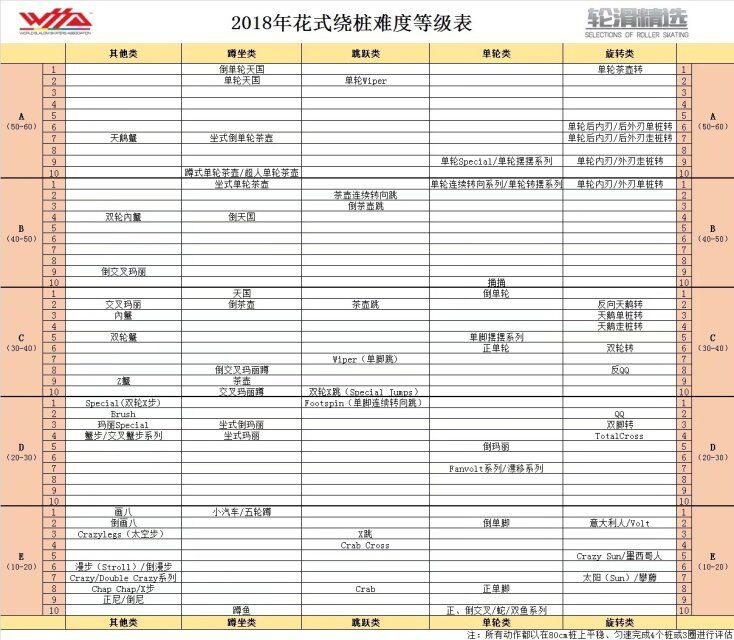 WSSA
WORLD SLALOM SKATERS ASSOCIATION
2018年花式绕桩难度等级表
轮滑精选
SELECTIONS OF ROLLER SKATING
其他类 蹲坐类 跳跃类 单轮类 旋转类
A
(50-60)
1 倒单轮天国 单轮茶壶转 1
2 单轮天国 单轮Wiper 2
3 3
4 4
5 5
6 单轮后内刃/后外刃单桩转 6
7 天鹅蟹 坐式倒单轮茶壶 单轮后内刃/后外刃走桩转 7
8 8
9 单轮Special/单轮摆摆系列 单轮内刃/外刃走桩转 9
10 蹲式单轮茶壶/超人单轮茶壶 10
A
(50-60)
B
(40-50)
1 坐式单轮茶壶 单轮连续转向系列/单轮转摆系列 单轮内刃/外刃单桩转 1
2 茶壶连续转向跳 2
3 倒茶壶跳 3
4 双轮内蟹 倒天国 4
5 5
6 6
7 7
8 8
9 倒交叉玛丽 9
10 捅捅 10
B
(40-50)
C
(30-40)
1 天国 倒单轮 1
2 交叉玛丽 倒茶壶 茶壶跳 反向天鹅转 2
3 内蟹 天鹅单桩转 3
4 天鹅走桩转 4
5 双轮蟹 单脚摆摆系列 5
6 正单轮 双轮转 6
7 Wiper（单脚跳） 7
8 倒交叉玛丽蹲 反QQ 8
9 Z蟹 茶壶 9
10 交叉玛丽蹲 双轮X跳（Special Jumps） 10
C
(30-40)
D
(20-30)
1 Special(双轮X步) Footspin（单脚连续转向跳） 1
2 Brush QQ 2
3 玛丽Special 坐式倒玛丽 双脚转 3
4 蟹步/交叉蟹步系列 坐式玛丽 TotalCross 4
5 倒玛丽 5
6 6
7 Fanvolt系列/漂移系列 7
8 8
9 9
10 10
D
(20-30)
E
(10-20)
1 画八 小汽车/五轮蹲 1
2 倒画八 倒单脚 意大利人/Volt 2
3 Crazylegs（太空步） X跳 3
4 Crab Cross 4
5 Crazy Sun/墨西哥人 5
6 漫步（Stroll）/倒漫步 6
7 Crazy/Double Crazy系列 太阳（Sun）/攀藤 7
8 Chap Chap/X步 Crab 正单脚 8
9 正尼/倒尼 9
10 蹲鱼 正、倒交叉/蛇/双鱼系列 10
E
(10-20)
其他类 蹲坐类 跳跃类 单轮类 旋转类
注：所有动作都以在80cm桩上平稳、匀速完成4个桩或3圈进行评估